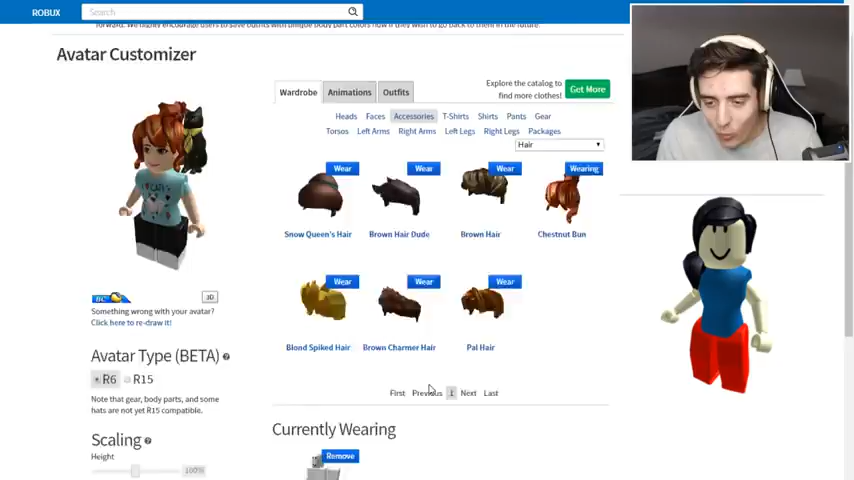 ROBUX
Search
forward. We highly encourage users to save outfits with unique body part colors now if they wish to go back to them in the future.
Avatar Customizer
Wardrobe Animations Outfits
Explore the catalog to
find more clothes!
Get More
Heads Faces Accessories T-Shirts Shirts Pants Gear
Torsos Left Arms Right Arms Left Legs Right Legs Packages
Hair
Wear Wear Wear Wearing
Snow Queen's Hair Brown Hair Dude Brown Hair Chestnut Bun
Wear Wear Wear
Blond Spiked Hair Brown Charmer Hair Pal Hair
First Previous 1 Next Last
3D
Something wrong with your avatar?
Click here to re-draw it!
Avatar Type (BETA)
R6 R15
Note that gear, body parts, and some
hats are not yet R15 compatible.
Scaling
Height
100%
Currently Wearing
Remove